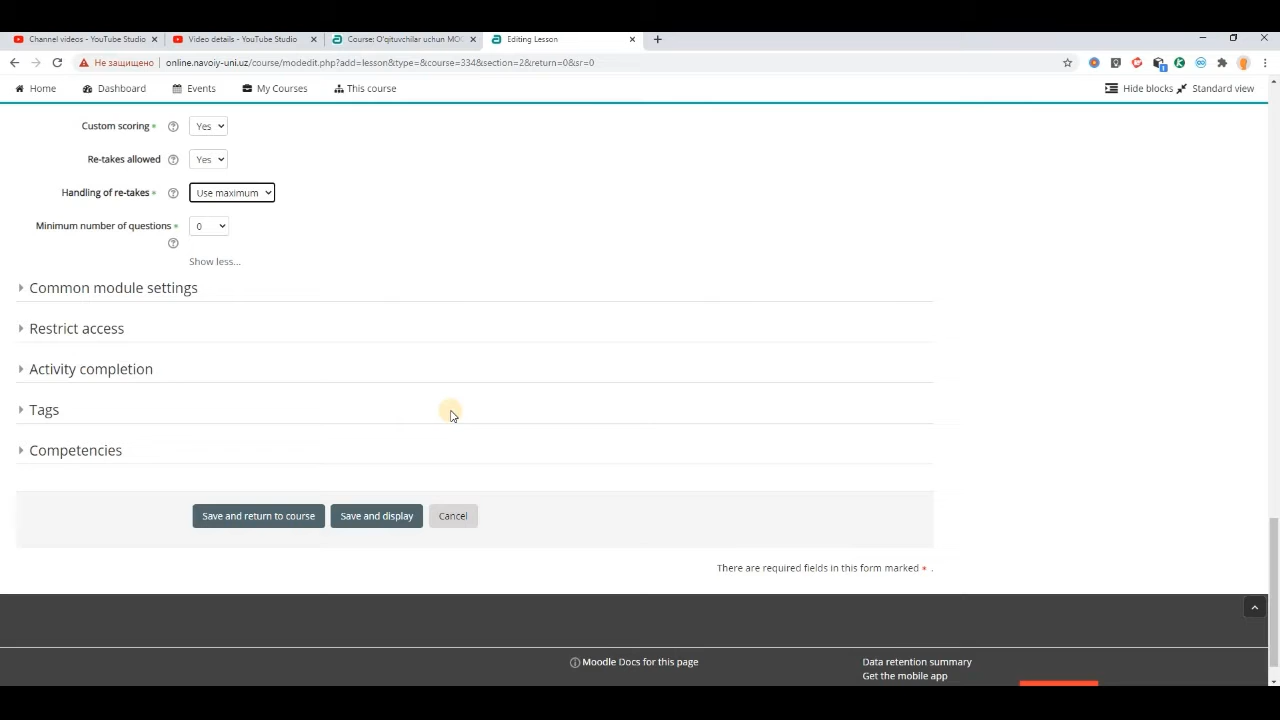 Channel videos - YouTube Studio
Video details - YouTube Studio
Course: O'qituvchilar uchun MO
Editing Lesson
Не защищено
online.navoiy-uni.uz/course/modedit.php?add=lesson&type=&course=334&section=2&return=0&sr=0
Home
Dashboard
Events
My Courses
This course
Hide blocks
Standard view
Custom scoring
Yes
Re-takes allowed
Yes
Handling of re-takes
Use maximum
Minimum number of questions
0
Show less...
Common module settings
Restrict access
Activity completion
Tags
Competencies
Save and return to course
Save and display
Cancel
There are required fields in this form marked * .
Moodle Docs for this page
Data retention summary
Get the mobile app